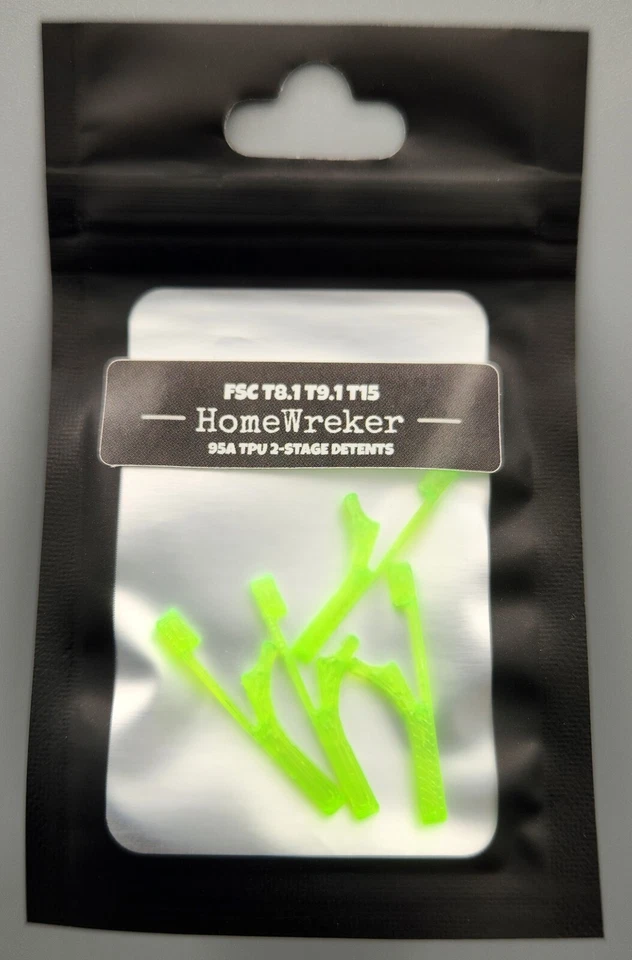 FSC T8.1 T9.1 T15
HomeWreker
95A TPU 2-STAGE DETENTS